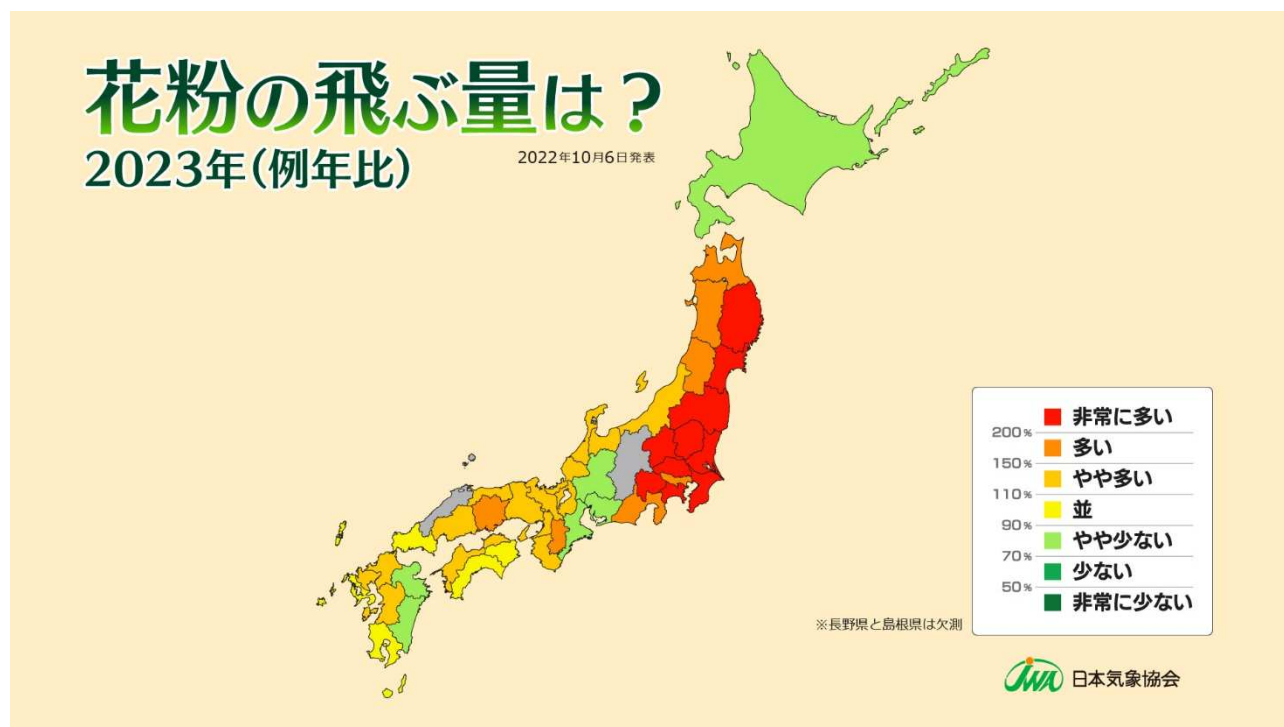 花粉の飛ぶ量は？
2023年(例年比)
2022年10月6日発表
非常に多い
200%
多い
150%
やや多い
110%
並
90%
やや少ない
70%
少ない
50%
非常に少ない
※長野県と島根県は欠測
JWA 日本気象協会